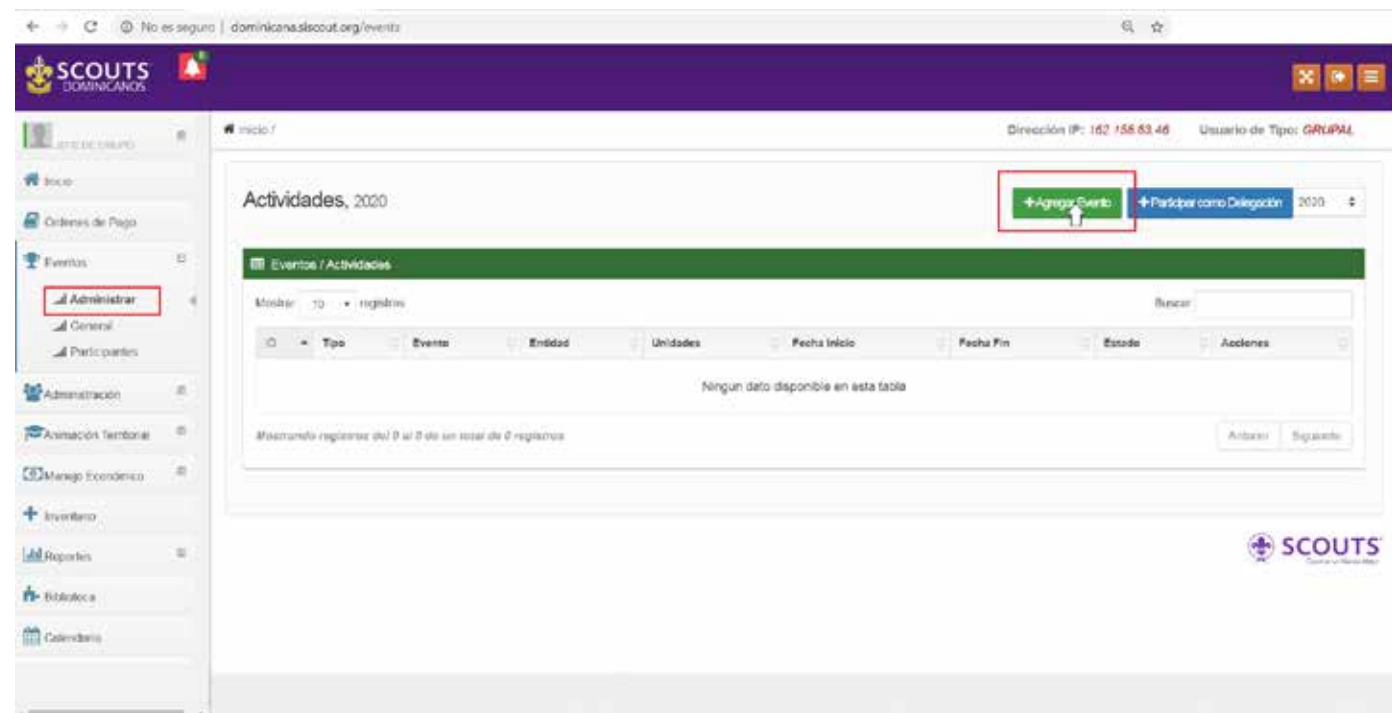 No es seguro | dominicana.siscout.org/events
SCOUTS
DOMINICANOS
JEFE DE GRUPO
Inicio /
Dirección IP: 162.158.63.46
Usuario de Tipo: GRUPAL
Inicio
Ordenes de Pago
Eventos
Administrar
General
Participantes
Administración
Animación Territorial
Manejo Económico
Inventario
Reportes
Biblioteca
Calendario
Actividades, 2020
+Agregar Evento
+Participar como Delegación
2020
Eventos / Actividades
Mostrar 10 registros
Buscar
ID Tipo Evento Entidad Unidades Fecha Inicio Fecha Fin Estado Acciones
Ningun dato disponible en esta tabla
Mostrando registros del 0 al 0 de un total de 0 registros
Anterior Siguiente
SCOUTS